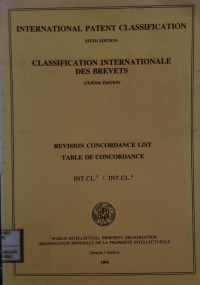 INTERNATIONAL PATENT CLASSIFICATION
SIXTH EDITION
CLASSIFICATION INTERNATIONALE
DES BREVETS
SIXIÈME ÉDITION
REVISION CONCORDANCE LIST
TABLE DE CONCORDANCE
INT.CL.⁵ / INT.CL.⁶
WORLD INTELLECTUAL PROPERTY ORGANIZATION
ORGANISATION MONDIALE DE LA PROPRIÉTÉ INTELLECTUELLE
Geneva / Genève
1994